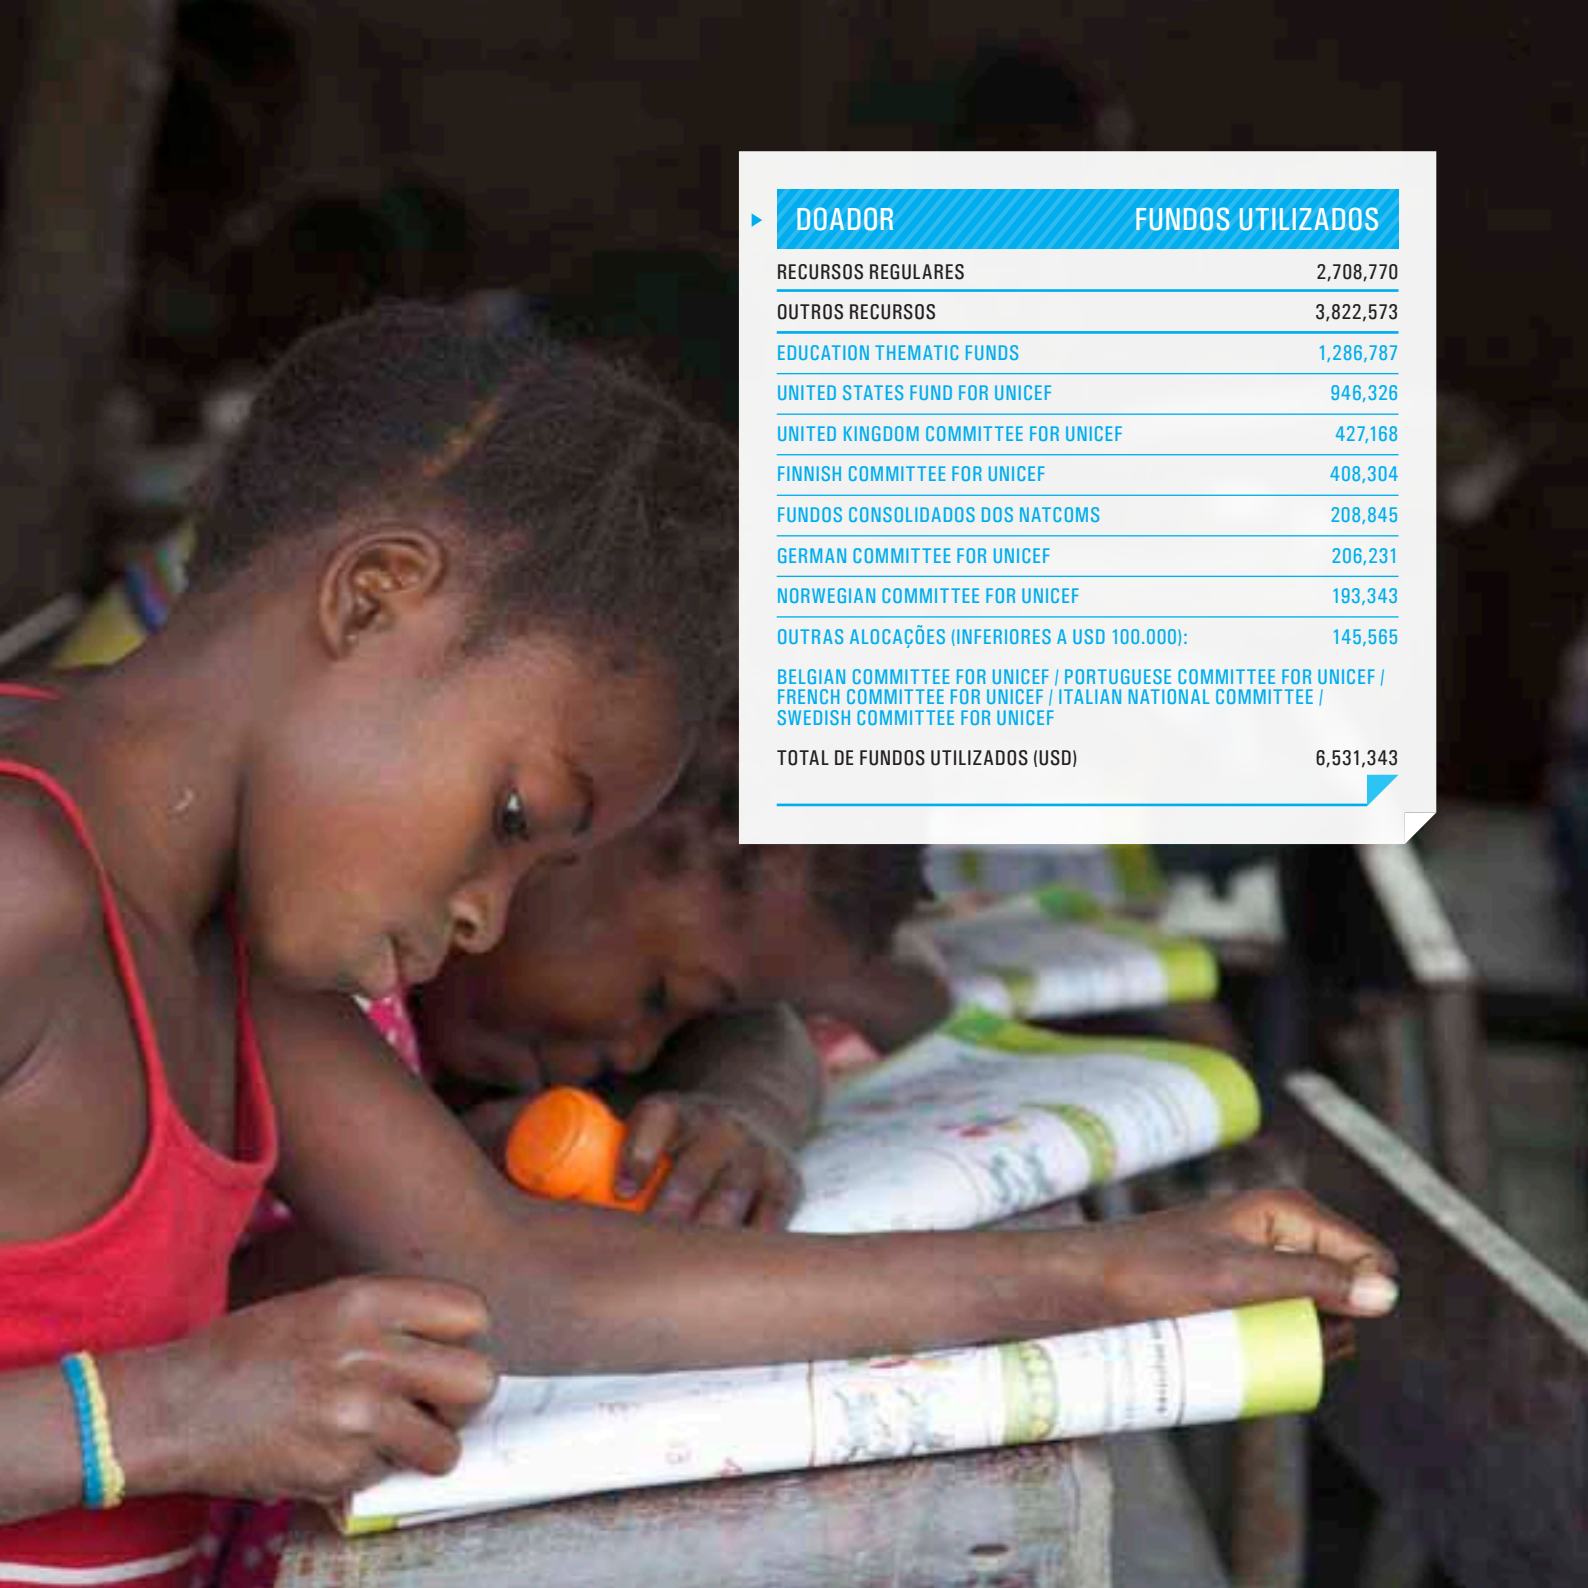 DOADOR FUNDOS UTILIZADOS
RECURSOS REGULARES 2,708,770
OUTROS RECURSOS 3,822,573
EDUCATION THEMATIC FUNDS 1,286,787
UNITED STATES FUND FOR UNICEF 946,326
UNITED KINGDOM COMMITTEE FOR UNICEF 427,168
FINNISH COMMITTEE FOR UNICEF 408,304
FUNDOS CONSOLIDADOS DOS NATCOMS 208,845
GERMAN COMMITTEE FOR UNICEF 206,231
NORWEGIAN COMMITTEE FOR UNICEF 193,343
OUTRAS ALOCAÇÕES (INFERIORES A USD 100.000): 145,565
BELGIAN COMMITTEE FOR UNICEF / PORTUGUESE COMMITTEE FOR UNICEF /
FRENCH COMMITTEE FOR UNICEF / ITALIAN NATIONAL COMMITTEE /
SWEDISH COMMITTEE FOR UNICEF
TOTAL DE FUNDOS UTILIZADOS (USD) 6,531,343